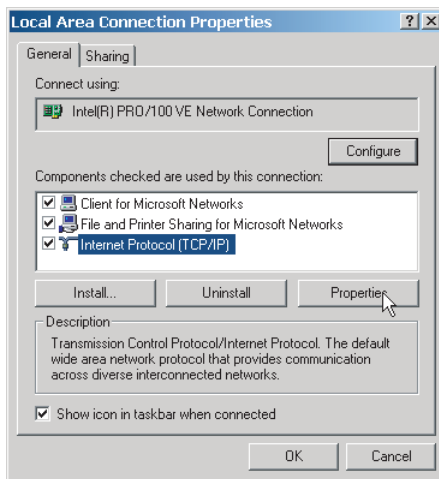 Local Area Connection Properties
General Sharing
Connect using:
Intel(R) PRO/100 VE Network Connection
Configure
Components checked are used by this connection:
Client for Microsoft Networks
File and Printer Sharing for Microsoft Networks
Internet Protocol (TCP/IP)
Install... Uninstall Properties
Description
Transmission Control Protocol/Internet Protocol. The default
wide area network protocol that provides communication
across diverse interconnected networks.
Show icon in taskbar when connected
OK Cancel